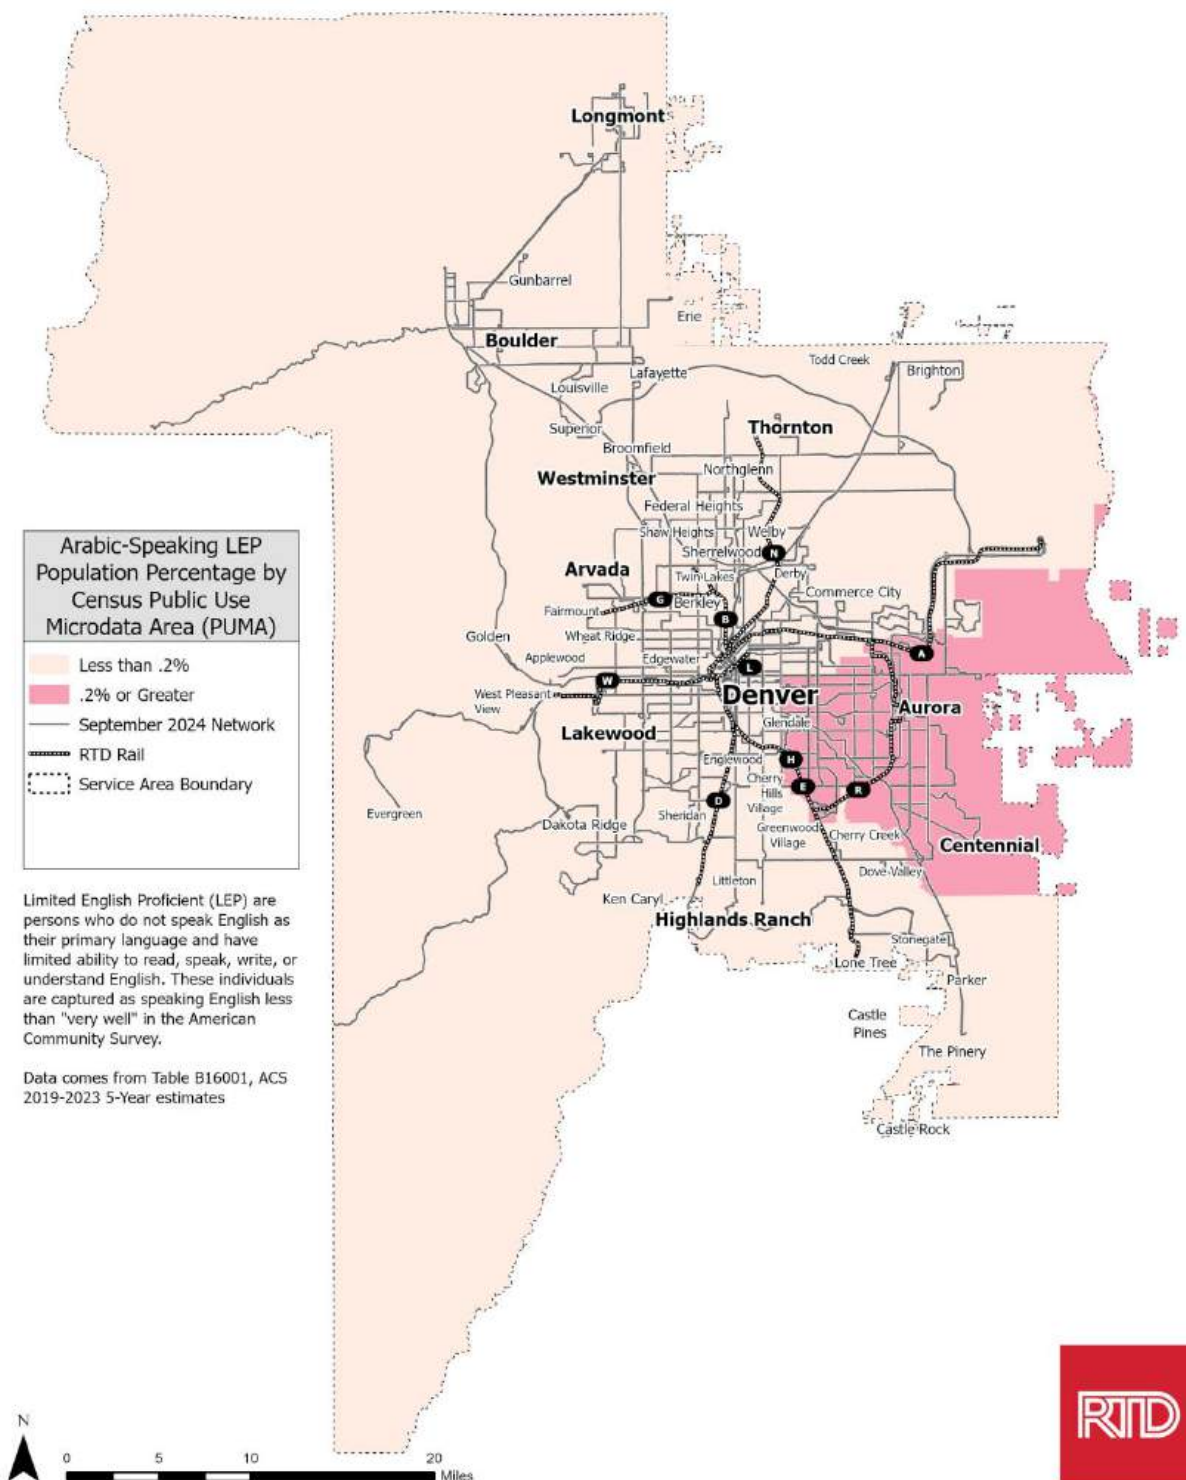 Longmont
Gunbarrel
Erie
Boulder
Todd Creek
Brighton
Lafayette
Louisville
Superior
Thornton
Broomfield
Northglenn
Westminster
Federal Heights
Shaw Heights
Welby
Sherrelwood
N
Arvada
Twin Lakes
Derby
Commerce City
G
Berkley
Fairmount
B
Golden
Wheat Ridge
Applewood
Edgewater
A
L
W
West Pleasant
View
Denver
Aurora
Glendale
Lakewood
Englewood
H
Cherry
Hills
Village
E
R
D
Sheridan
Evergreen
Dakota Ridge
Greenwood
Village
Cherry Creek
Centennial
Dove Valley
Littleton
Ken Caryl
Highlands Ranch
Stonegate
Lone Tree
Parker
Castle
Pines
The Pinery
Castle Rock
Arabic-Speaking LEP
Population Percentage by
Census Public Use
Microdata Area (PUMA)
Less than .2%
.2% or Greater
September 2024 Network
RTD Rail
Service Area Boundary
Limited English Proficient (LEP) are
persons who do not speak English as
their primary language and have
limited ability to read, speak, write, or
understand English. These individuals
are captured as speaking English less
than "very well" in the American
Community Survey.
Data comes from Table B16001, ACS
2019-2023 5-Year estimates
N
0 5 10 20
Miles
RTD